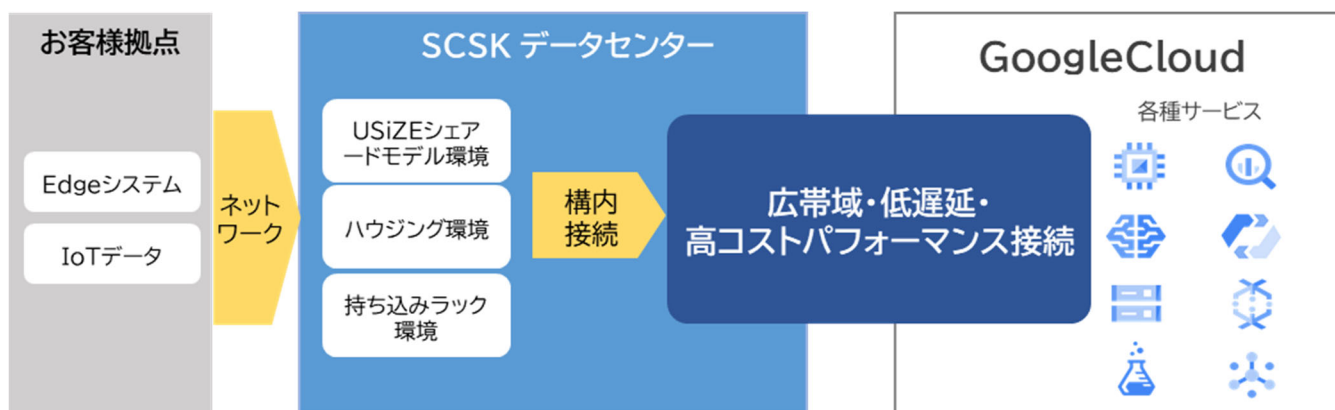 お客様拠点
Edgeシステム
IoTデータ
ネット
ワーク
SCSK データセンター
USiZEシェア
ードモデル環境
ハウジング環境
持ち込みラック
環境
構内
接続
広帯域・低遅延・
高コストパフォーマンス接続
GoogleCloud
各種サービス